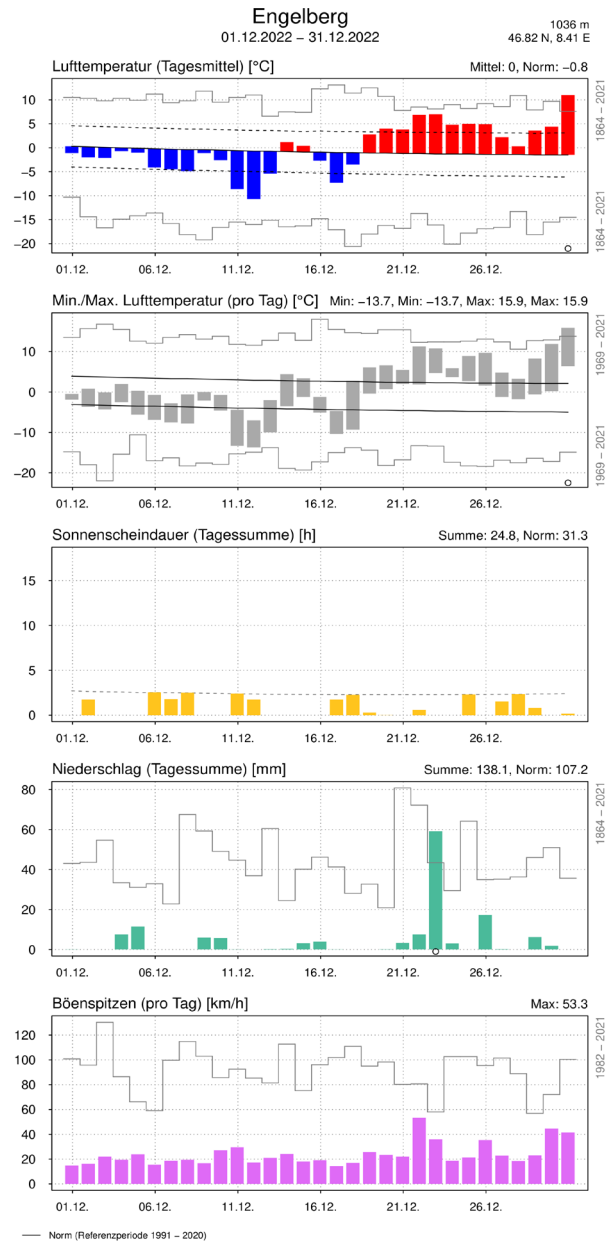 Engelberg
01.12.2022 − 31.12.2022
1036 m
46.82 N, 8.41 E
Lufttemperatur (Tagesmittel) [°C]
Mittel: 0, Norm: −0.8
10
5
0
−5
−10
−15
−20
1864 − 2021
1864 − 2021
01.12.
06.12.
11.12.
16.12.
21.12.
26.12.
Min./Max. Lufttemperatur (pro Tag) [°C]
Min: −13.7, Min: −13.7, Max: 15.9, Max: 15.9
10
0
−10
−20
1969 − 2021
1969 − 2021
01.12.
06.12.
11.12.
16.12.
21.12.
26.12.
Sonnenscheindauer (Tagessumme) [h]
Summe: 24.8, Norm: 31.3
15
10
5
0
01.12.
06.12.
11.12.
16.12.
21.12.
26.12.
Niederschlag (Tagessumme) [mm]
Summe: 138.1, Norm: 107.2
80
60
40
20
0
1864 − 2021
01.12.
06.12.
11.12.
16.12.
21.12.
26.12.
Böenspitzen (pro Tag) [km/h]
Max: 53.3
120
100
80
60
40
20
0
1982 − 2021
01.12.
06.12.
11.12.
16.12.
21.12.
26.12.
Norm (Referenzperiode 1991 − 2020)